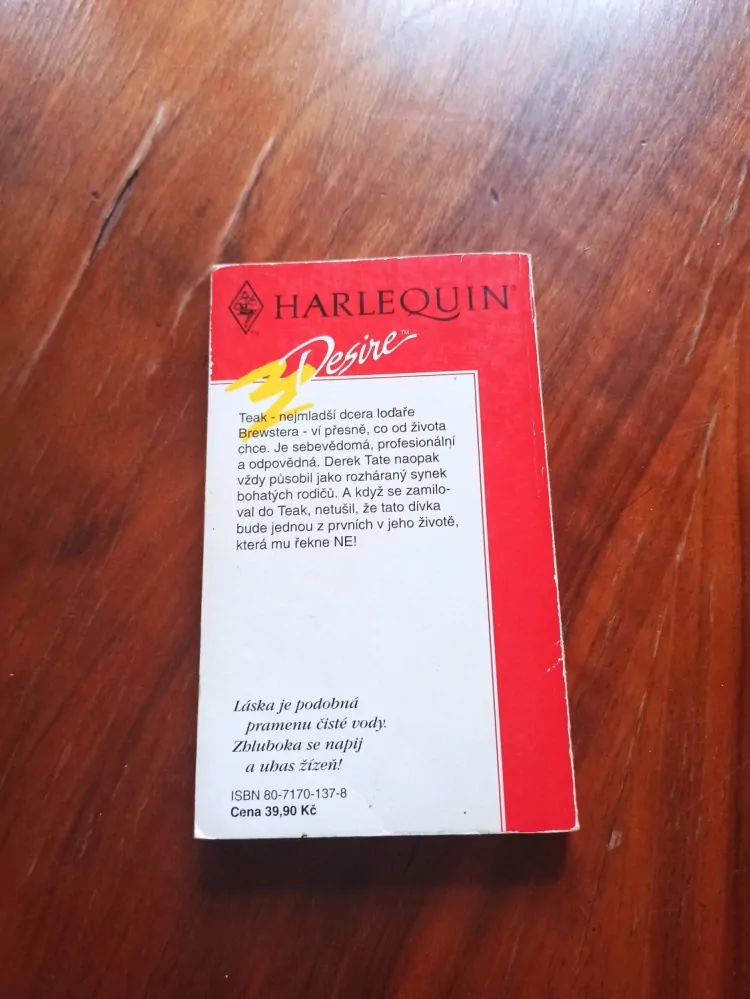 HARLEQUIN®
Desire™
Teak - nejmladší dcera loďaře
Brewstera - ví přesně, co od života
chce. Je sebevědomá, profesionální
a odpovědná. Derek Tate naopak
vždy působil jako rozháraný synek
bohatých rodičů. A když se zamilo-
val do Teak, netušil, že tato dívka
bude jednou z prvních v jeho životě,
která mu řekne NE!
Láska je podobná
pramenu čisté vody.
Zhluboka se napij
a uhas žízeň!
ISBN 80-7170-137-8
Cena 39,90 Kč